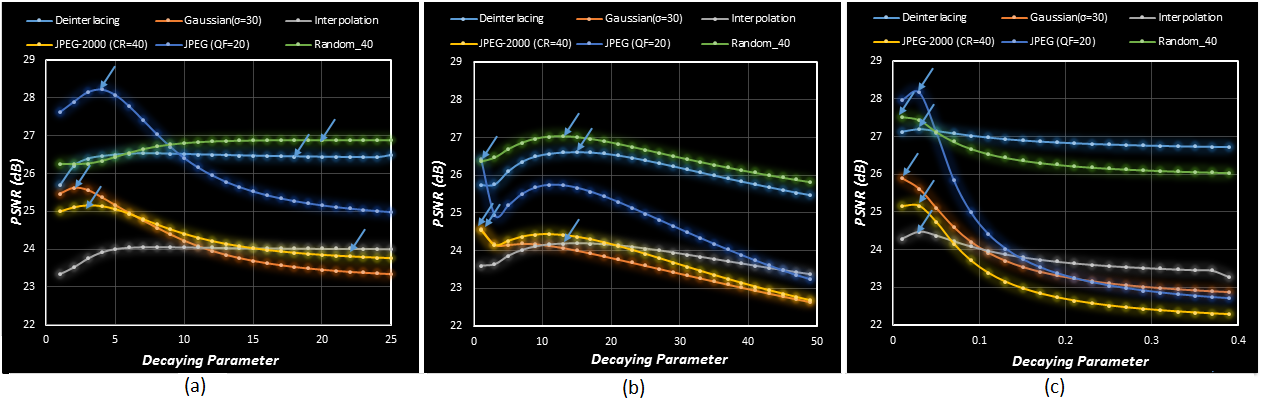 Deinterlacing Gaussian(σ=30) Interpolation
JPEG-2000 (CR=40) JPEG (QF=20) Random_40
29
28
27
26
25
24
23
22
PSNR (dB)
0 5 10 15 20 25
Decaying Parameter
(a)
Deinterlacing Gaussian(σ=30) Interpolation
JPEG-2000 (CR=40) JPEG (QF=20) Random_40
29
28
27
26
25
24
23
22
PSNR (dB)
0 10 20 30 40 50
Decaying Parameter
(b)
Deinterlacing Gaussian(σ=30) Interpolation
JPEG-2000 (CR=40) JPEG (QF=20) Random_40
29
28
27
26
25
24
23
22
PSNR (dB)
0 0.1 0.2 0.3 0.4
Decaying Parameter
(c)